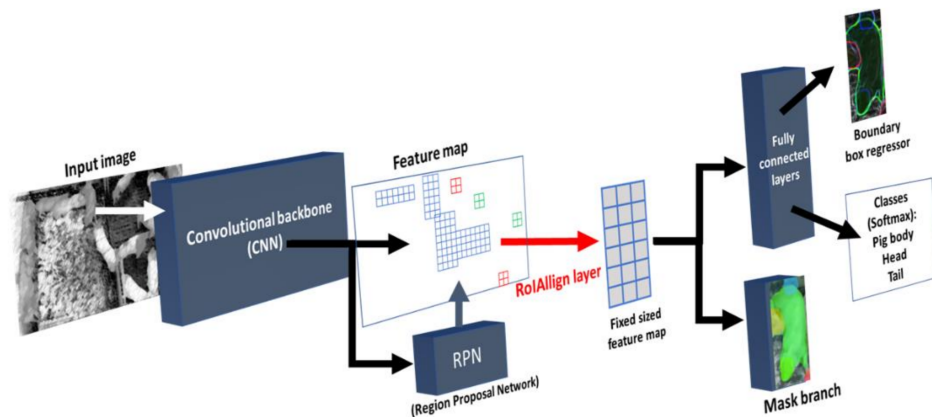 Input image
Convolutional backbone
(CNN)
Feature map
RPN
(Region Proposal Network)
RoIAllign layer
Fixed sized
feature map
Fully
connected
layers
Boundary
box regressor
Classes
(Softmax):
Pig body
Head
Tail
Mask branch